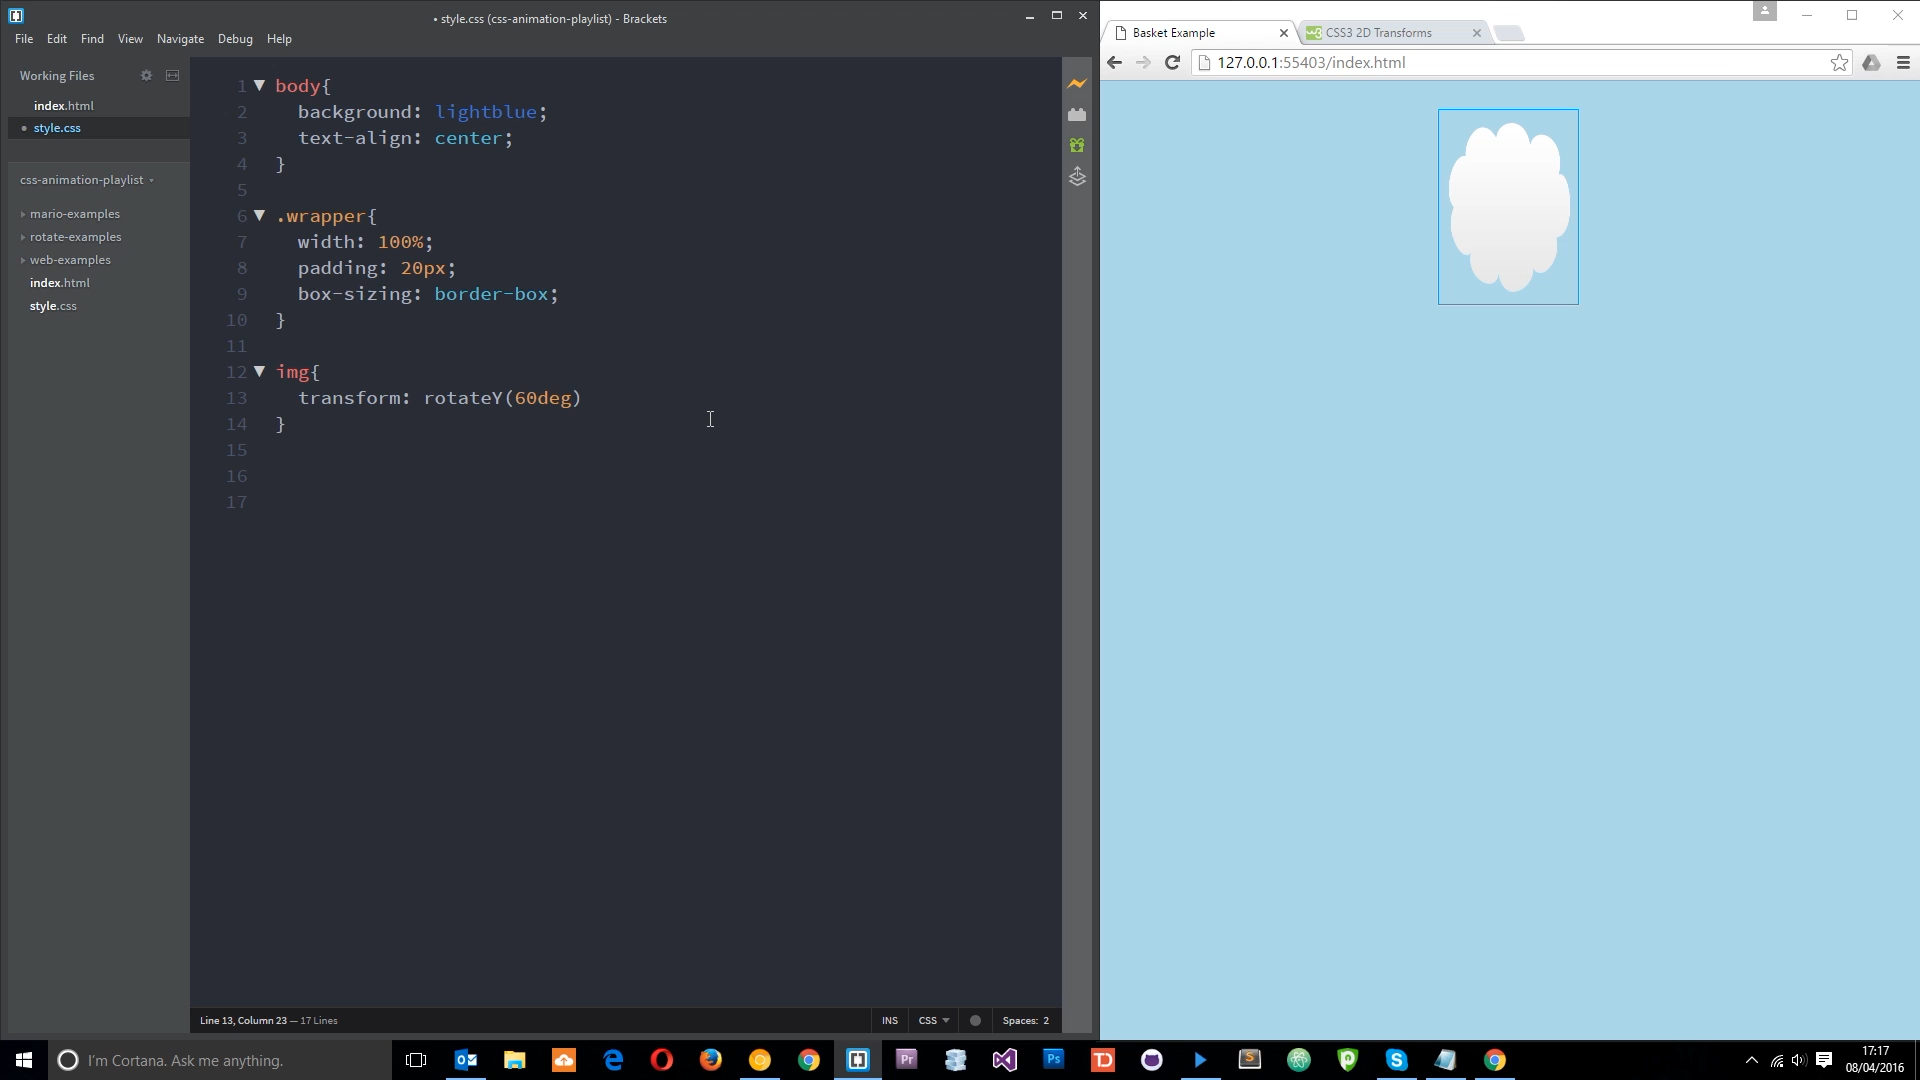 • style.css (css-animation-playlist) - Brackets
File Edit Find View Navigate Debug Help
Working Files
index.html
• style.css
css-animation-playlist
mario-examples
rotate-examples
web-examples
index.html
style.css
1 body{
2 background: lightblue;
3 text-align: center;
4 }
5
6 .wrapper{
7 width: 100%;
8 padding: 20px;
9 box-sizing: border-box;
10 }
11
12 img{
13 transform: rotateY(60deg)
14 }
15
16
17
Line 13, Column 23 — 17 Lines
INS CSS Spaces: 2
Basket Example
w3 CSS3 2D Transforms
127.0.0.1:55403/index.html
I'm Cortana. Ask me anything.
Pr
Ps
TD
S
17:17
08/04/2016